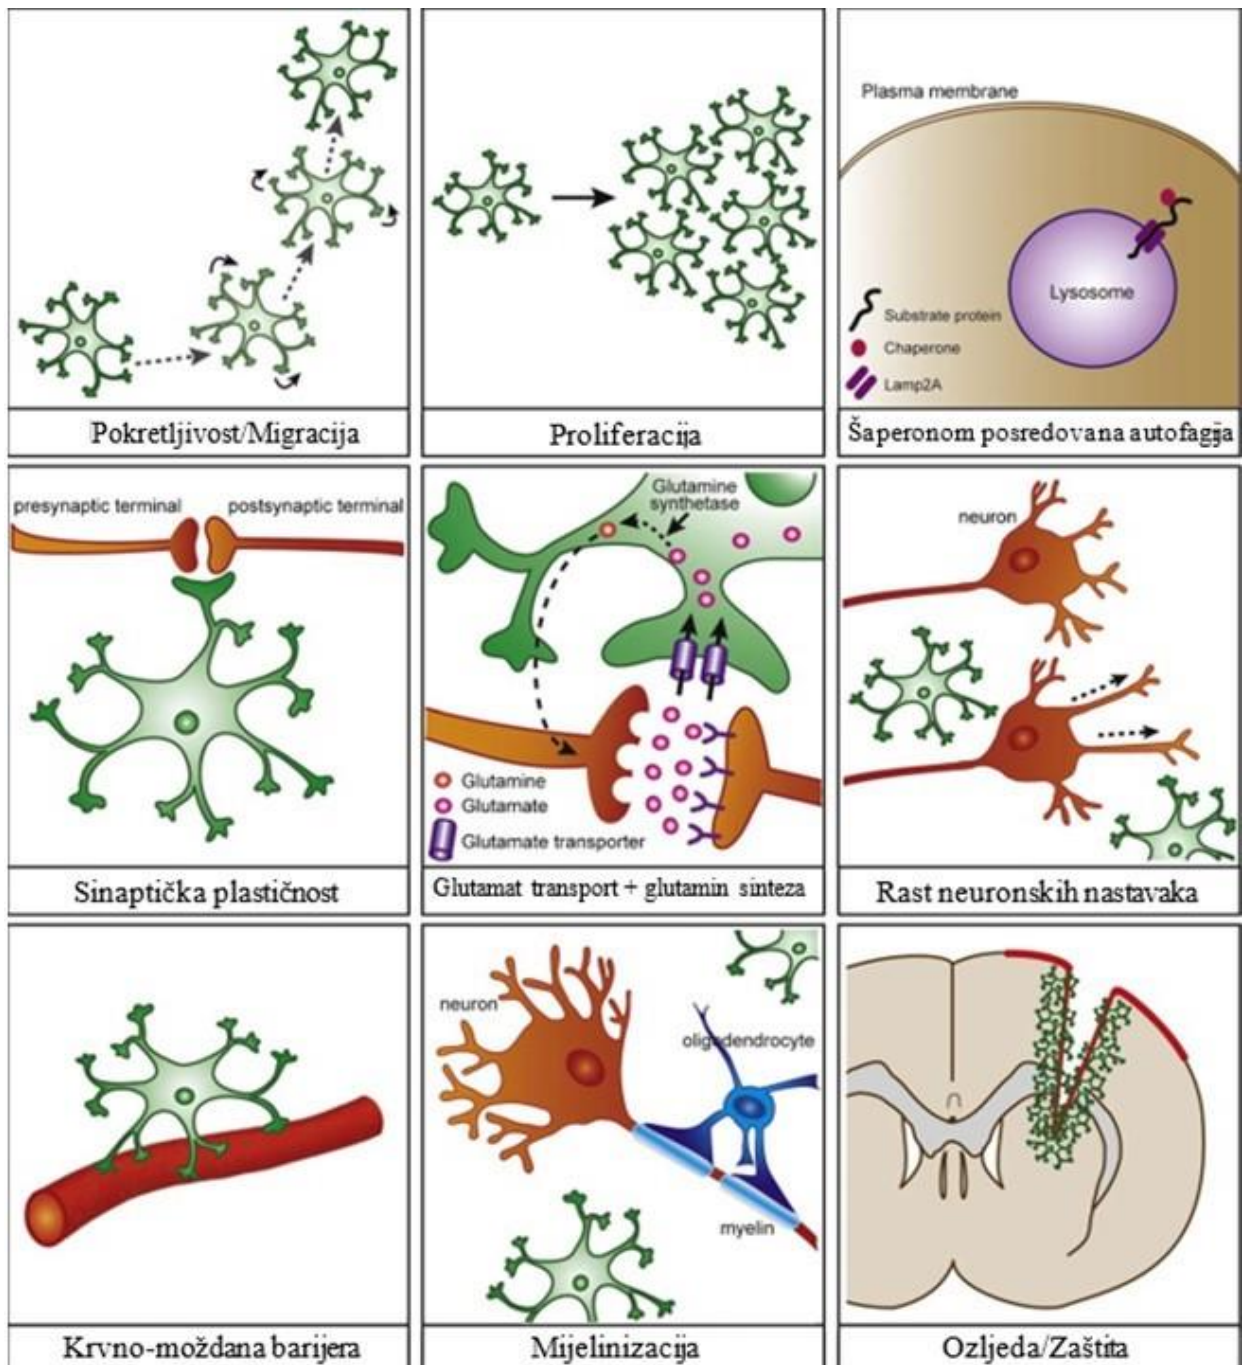 Pokretljivost/Migracija
Proliferacija
Plasma membrane
Lysosome
Substrate protein
Chaperone
Lamp2A
Šaperonom posredovana autofagija
presynaptic terminal
postsynaptic terminal
Sinaptička plastičnost
Glutamine
synthetase
Glutamine
Glutamate
Glutamate transporter
Glutamat transport + glutamin sinteza
neuron
Rast neuronskih nastavaka
Krvno-moždana barijera
neuron
oligodendrocyte
myelin
Mijelinizacija
Ozljeda/Zaštita